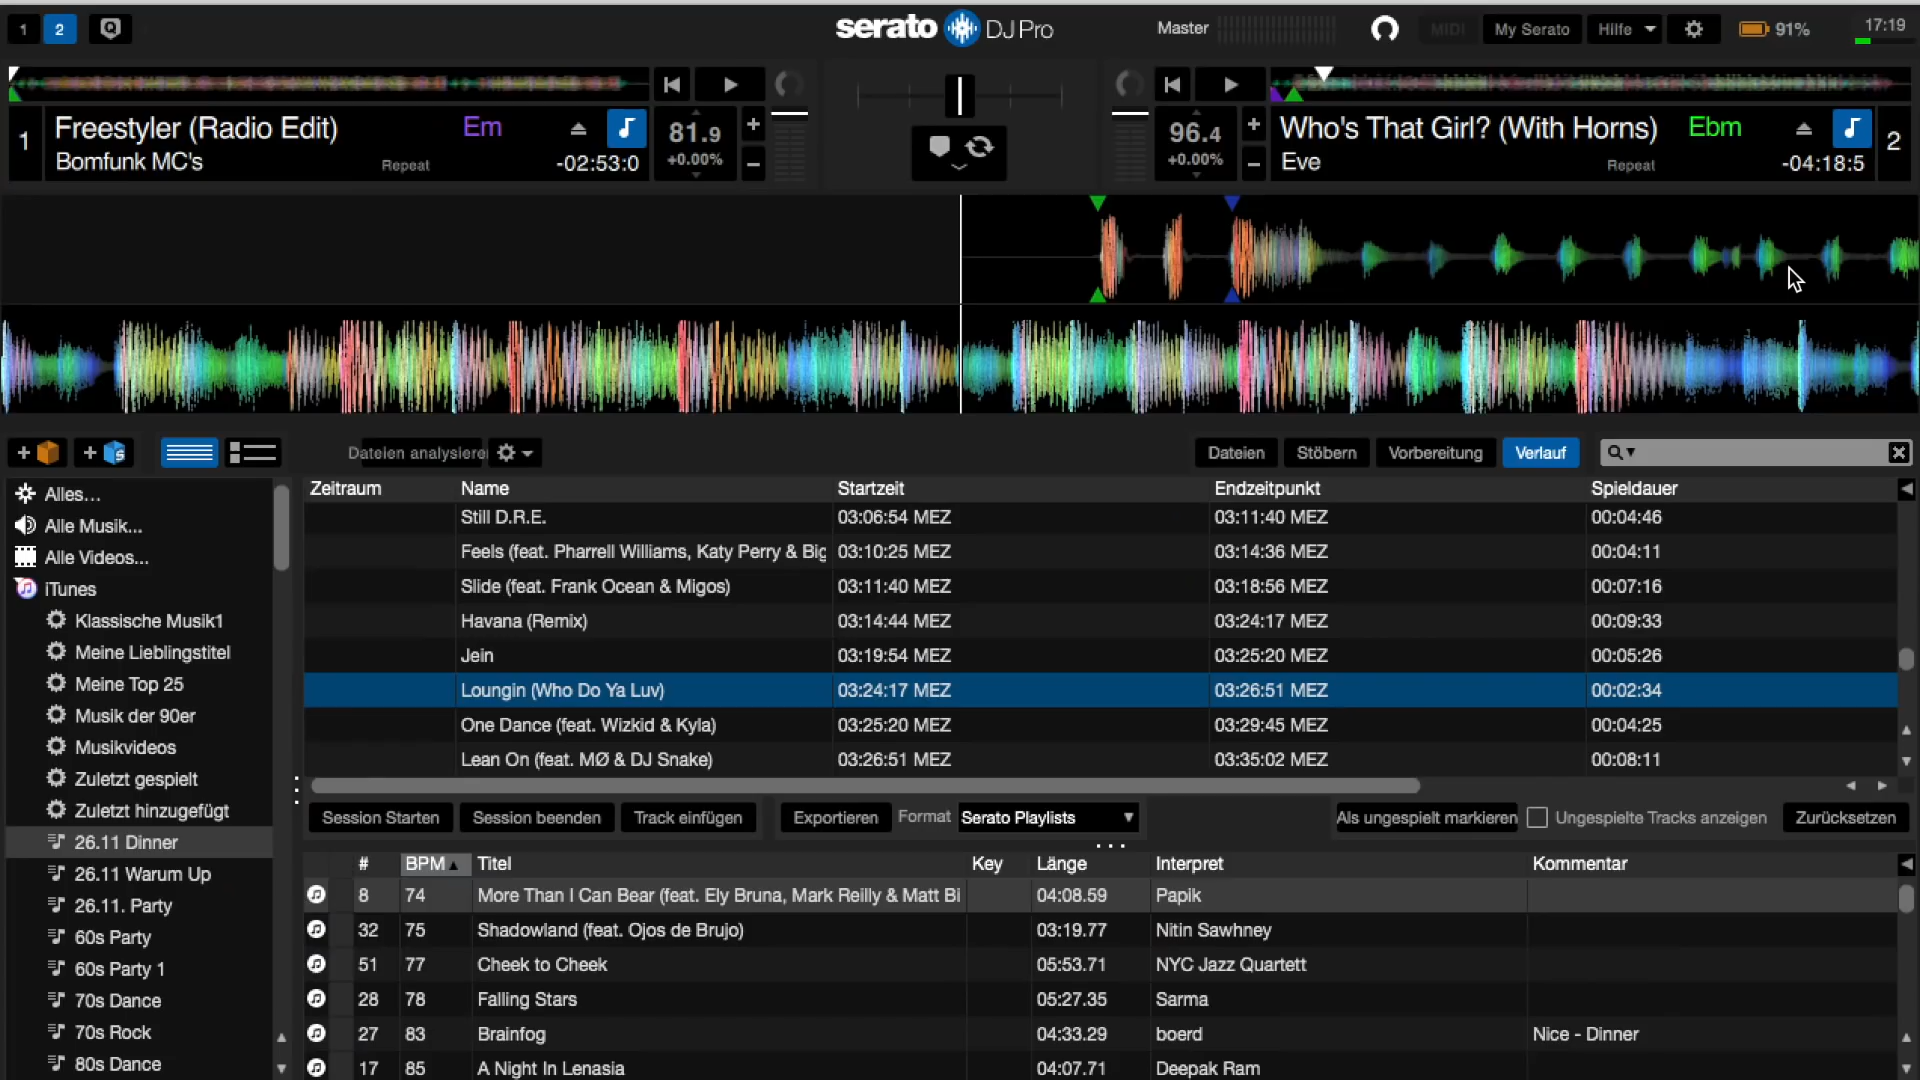 1 2 serato DJ Pro Master MIDI My Serato Hilfe 91% 17:19
1 Freestyler (Radio Edit) Em 81.9 + 96.4 + Who's That Girl? (With Horns) Ebm 2
Bomfunk MC's Repeat -02:53:0 +0.00% − +0.00% − Eve Repeat -04:18:5
+ + S Dateien analysieren Dateien Stöbern Vorbereitung Verlauf
Alles...
Alle Musik...
Alle Videos...
iTunes
Klassische Musik1
Meine Lieblingstitel
Meine Top 25
Musik der 90er
Musikvideos
Zuletzt gespielt
Zuletzt hinzugefügt
26.11 Dinner
26.11 Warum Up
26.11. Party
60s Party
60s Party 1
70s Dance
70s Rock
80s Dance
Zeitraum Name Startzeit Endzeitpunkt Spieldauer
Still D.R.E. 03:06:54 MEZ 03:11:40 MEZ 00:04:46
Feels (feat. Pharrell Williams, Katy Perry & Big 03:10:25 MEZ 03:14:36 MEZ 00:04:11
Slide (feat. Frank Ocean & Migos) 03:11:40 MEZ 03:18:56 MEZ 00:07:16
Havana (Remix) 03:14:44 MEZ 03:24:17 MEZ 00:09:33
Jein 03:19:54 MEZ 03:25:20 MEZ 00:05:26
Loungin (Who Do Ya Luv) 03:24:17 MEZ 03:26:51 MEZ 00:02:34
One Dance (feat. Wizkid & Kyla) 03:25:20 MEZ 03:29:45 MEZ 00:04:25
Lean On (feat. MØ & DJ Snake) 03:26:51 MEZ 03:35:02 MEZ 00:08:11
Session Starten Session beenden Track einfügen Exportieren Format Serato Playlists Als ungespielt markieren Ungespielte Tracks anzeigen Zurücksetzen
# BPM Titel Key Länge Interpret Kommentar
8 74 More Than I Can Bear (feat. Ely Bruna, Mark Reilly & Matt Bi 04:08.59 Papik
32 75 Shadowland (feat. Ojos de Brujo) 03:19.77 Nitin Sawhney
51 77 Cheek to Cheek 05:53.71 NYC Jazz Quartett
28 78 Falling Stars 05:27.35 Sarma
27 83 Brainfog 04:33.29 boerd Nice - Dinner
17 85 A Night In Lenasia 04:07.71 Deepak Ram